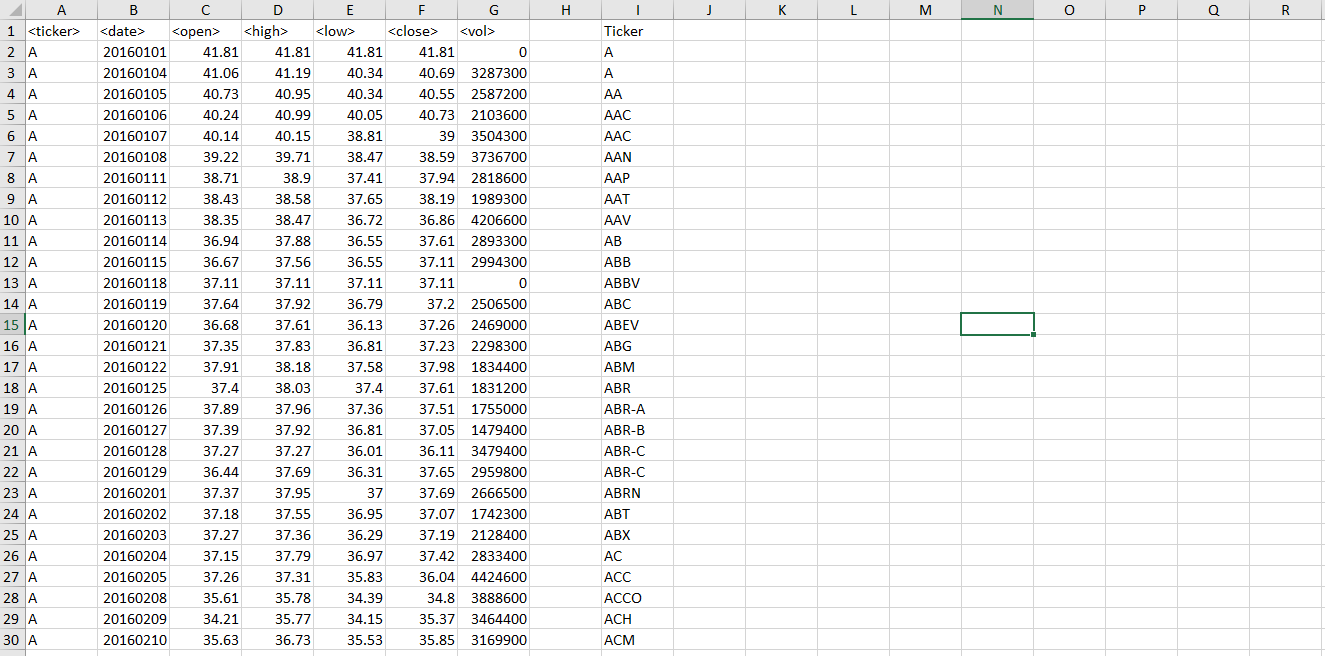 A B C D E F G H I J K L M N O P Q R
1 <ticker> <date> <open> <high> <low> <close> <vol> Ticker
2 A 20160101 41.81 41.81 41.81 41.81 0 A
3 A 20160104 41.06 41.19 40.34 40.69 3287300 A
4 A 20160105 40.73 40.95 40.34 40.55 2587200 AA
5 A 20160106 40.24 40.99 40.05 40.73 2103600 AAC
6 A 20160107 40.14 40.15 38.81 39 3504300 AAC
7 A 20160108 39.22 39.71 38.47 38.59 3736700 AAN
8 A 20160111 38.71 38.9 37.41 37.94 2818600 AAP
9 A 20160112 38.43 38.58 37.65 38.19 1989300 AAT
10 A 20160113 38.35 38.47 36.72 36.86 4206600 AAV
11 A 20160114 36.94 37.88 36.55 37.61 2893300 AB
12 A 20160115 36.67 37.56 36.55 37.11 2994300 ABB
13 A 20160118 37.11 37.11 37.11 37.11 0 ABBV
14 A 20160119 37.64 37.92 36.79 37.2 2506500 ABC
15 A 20160120 36.68 37.61 36.13 37.26 2469000 ABEV
16 A 20160121 37.35 37.83 36.81 37.23 2298300 ABG
17 A 20160122 37.91 38.18 37.58 37.98 1834400 ABM
18 A 20160125 37.4 38.03 37.4 37.61 1831200 ABR
19 A 20160126 37.89 37.96 37.36 37.51 1755000 ABR-A
20 A 20160127 37.39 37.92 36.81 37.05 1479400 ABR-B
21 A 20160128 37.27 37.27 36.01 36.11 3479400 ABR-C
22 A 20160129 36.44 37.69 36.31 37.65 2959800 ABR-C
23 A 20160201 37.37 37.95 37 37.69 2666500 ABRN
24 A 20160202 37.18 37.55 36.95 37.07 1742300 ABT
25 A 20160203 37.27 37.36 36.29 37.19 2128400 ABX
26 A 20160204 37.15 37.79 36.97 37.42 2833400 AC
27 A 20160205 37.26 37.31 35.83 36.04 4424600 ACC
28 A 20160208 35.61 35.78 34.39 34.8 3888600 ACCO
29 A 20160209 34.21 35.77 34.15 35.37 3464400 ACH
30 A 20160210 35.63 36.73 35.53 35.85 3169900 ACM